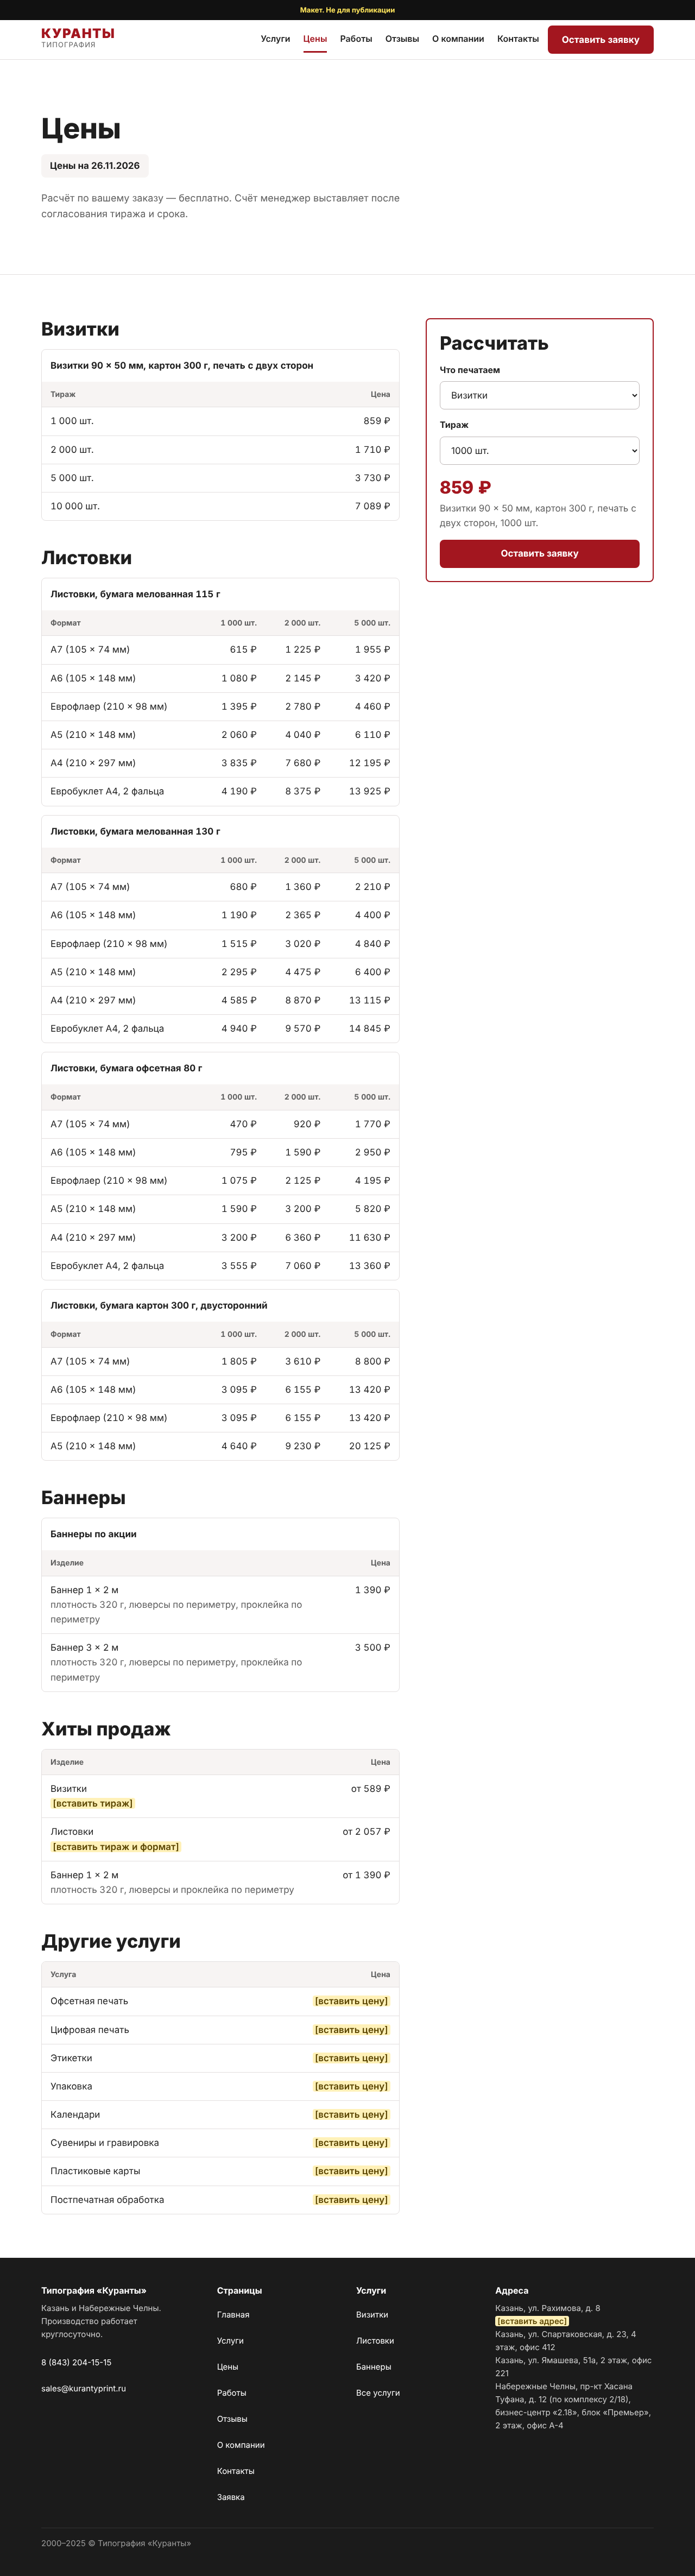 Макет. Не для публикации
КУРАНТЫ
ТИПОГРАФИЯ
Услуги Цены Работы Отзывы О компании Контакты Оставить заявку
Цены
Цены на 26.11.2026
Расчёт по вашему заказу — бесплатно. Счёт менеджер выставляет после
согласования тиража и срока.
Визитки
Визитки 90 × 50 мм, картон 300 г, печать с двух сторон
Тираж Цена
1 000 шт. 859 ₽
2 000 шт. 1 710 ₽
5 000 шт. 3 730 ₽
10 000 шт. 7 089 ₽
Листовки
Листовки, бумага мелованная 115 г
Формат 1 000 шт. 2 000 шт. 5 000 шт.
А7 (105 × 74 мм) 615 ₽ 1 225 ₽ 1 955 ₽
А6 (105 × 148 мм) 1 080 ₽ 2 145 ₽ 3 420 ₽
Еврофлаер (210 × 98 мм) 1 395 ₽ 2 780 ₽ 4 460 ₽
А5 (210 × 148 мм) 2 060 ₽ 4 040 ₽ 6 110 ₽
А4 (210 × 297 мм) 3 835 ₽ 7 680 ₽ 12 195 ₽
Евробуклет А4, 2 фальца 4 190 ₽ 8 375 ₽ 13 925 ₽
Листовки, бумага мелованная 130 г
Формат 1 000 шт. 2 000 шт. 5 000 шт.
А7 (105 × 74 мм) 680 ₽ 1 360 ₽ 2 210 ₽
А6 (105 × 148 мм) 1 190 ₽ 2 365 ₽ 4 400 ₽
Еврофлаер (210 × 98 мм) 1 515 ₽ 3 020 ₽ 4 840 ₽
А5 (210 × 148 мм) 2 295 ₽ 4 475 ₽ 6 400 ₽
А4 (210 × 297 мм) 4 585 ₽ 8 870 ₽ 13 115 ₽
Евробуклет А4, 2 фальца 4 940 ₽ 9 570 ₽ 14 845 ₽
Листовки, бумага офсетная 80 г
Формат 1 000 шт. 2 000 шт. 5 000 шт.
А7 (105 × 74 мм) 470 ₽ 920 ₽ 1 770 ₽
А6 (105 × 148 мм) 795 ₽ 1 590 ₽ 2 950 ₽
Еврофлаер (210 × 98 мм) 1 075 ₽ 2 125 ₽ 4 195 ₽
А5 (210 × 148 мм) 1 590 ₽ 3 200 ₽ 5 820 ₽
А4 (210 × 297 мм) 3 200 ₽ 6 360 ₽ 11 630 ₽
Евробуклет А4, 2 фальца 3 555 ₽ 7 060 ₽ 13 360 ₽
Листовки, бумага картон 300 г, двусторонний
Формат 1 000 шт. 2 000 шт. 5 000 шт.
А7 (105 × 74 мм) 1 805 ₽ 3 610 ₽ 8 800 ₽
А6 (105 × 148 мм) 3 095 ₽ 6 155 ₽ 13 420 ₽
Еврофлаер (210 × 98 мм) 3 095 ₽ 6 155 ₽ 13 420 ₽
А5 (210 × 148 мм) 4 640 ₽ 9 230 ₽ 20 125 ₽
Баннеры
Баннеры по акции
Изделие Цена
Баннер 1 × 2 м 1 390 ₽
плотность 320 г, люверсы по периметру, проклейка по
периметру
Баннер 3 × 2 м 3 500 ₽
плотность 320 г, люверсы по периметру, проклейка по
периметру
Хиты продаж
Изделие Цена
Визитки от 589 ₽
[вставить тираж]
Листовки от 2 057 ₽
[вставить тираж и формат]
Баннер 1 × 2 м от 1 390 ₽
плотность 320 г, люверсы и проклейка по периметру
Другие услуги
Услуга Цена
Офсетная печать [вставить цену]
Цифровая печать [вставить цену]
Этикетки [вставить цену]
Упаковка [вставить цену]
Календари [вставить цену]
Сувениры и гравировка [вставить цену]
Пластиковые карты [вставить цену]
Постпечатная обработка [вставить цену]
Рассчитать
Что печатаем
Визитки
Тираж
1000 шт.
859 ₽
Визитки 90 × 50 мм, картон 300 г, печать с
двух сторон, 1000 шт.
Оставить заявку
Типография «Куранты»
Казань и Набережные Челны.
Производство работает
круглосуточно.
8 (843) 204-15-15
sales@kurantyprint.ru
Страницы
Главная
Услуги
Цены
Работы
Отзывы
О компании
Контакты
Заявка
Услуги
Визитки
Листовки
Баннеры
Все услуги
Адреса
Казань, ул. Рахимова, д. 8
[вставить адрес]
Казань, ул. Спартаковская, д. 23, 4
этаж, офис 412
Казань, ул. Ямашева, 51а, 2 этаж, офис
221
Набережные Челны, пр-кт Хасана
Туфана, д. 12 (по комплексу 2/18),
бизнес-центр «2.18», блок «Премьер»,
2 этаж, офис А-4
2000–2025 © Типография «Куранты»